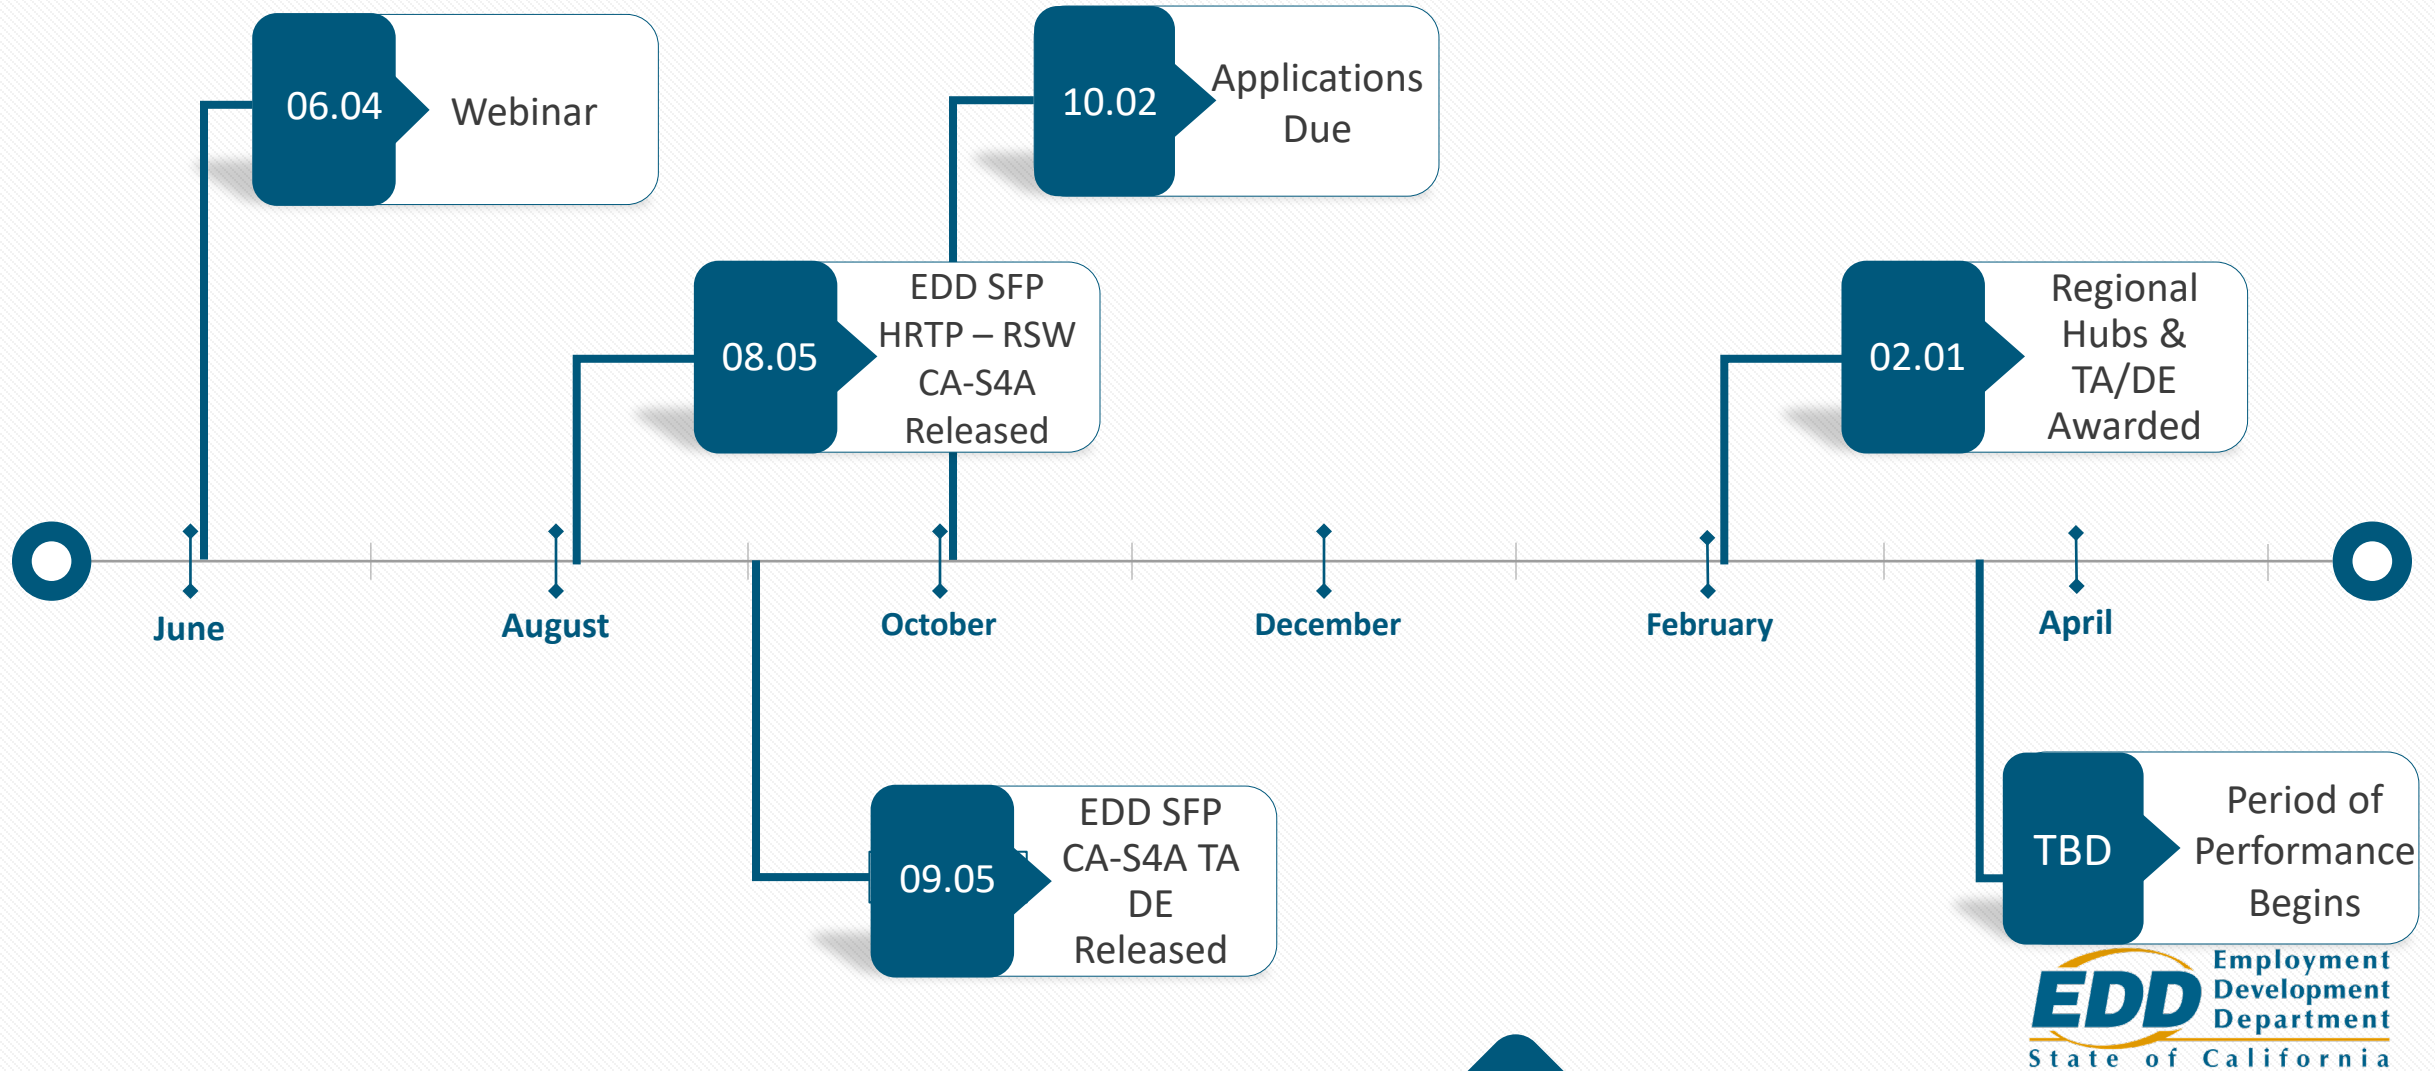 06.04
Webinar
10.02
Applications
Due
08.05
EDD SFP
HRTP – RSW
CA-S4A
Released
02.01
Regional
Hubs &
TA/DE
Awarded
June
August
October
December
February
April
09.05
EDD SFP
CA-S4A TA
DE
Released
TBD
Period of
Performance
Begins
EDD
Employment
Development
Department
State of California